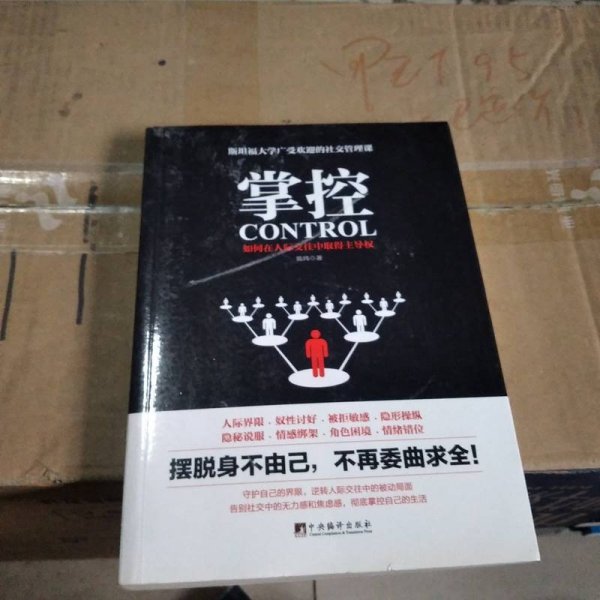 斯坦福大学广受欢迎的社交管理课
掌控
CONTROL
如何在人际交往中取得主导权
人际界限 . 奴性讨好 . 被拒敏感 . 隐形操纵
隐秘说服 . 情感绑架 . 角色困境 . 情绪错位
摆脱身不由己，不再委曲求全！
守护自己的界限，逆转人际交往中的被动局面
告别社交中的无力感和焦虑感，彻底掌控自己的生活
中央编译出版社
Central Compilation & Translation Press